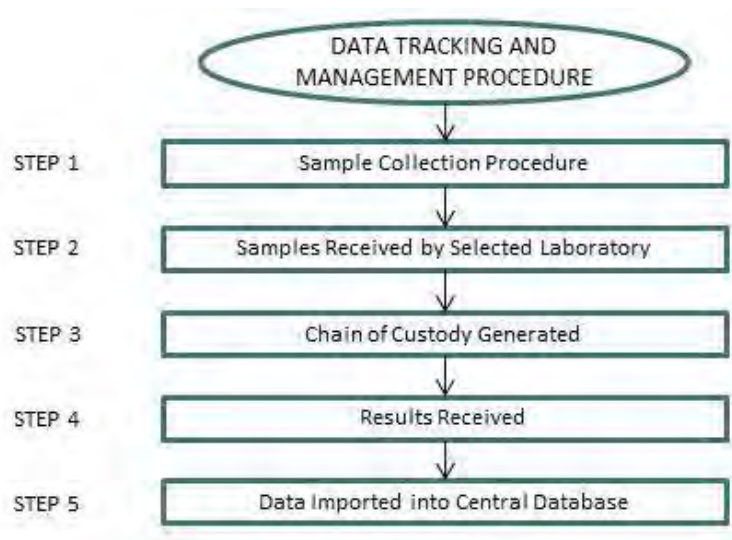 DATA TRACKING AND
MANAGEMENT PROCEDURE
STEP 1
Sample Collection Procedure
STEP 2
Samples Received by Selected Laboratory
STEP 3
Chain of Custody Generated
STEP 4
Results Received
STEP 5
Data Imported into Central Database